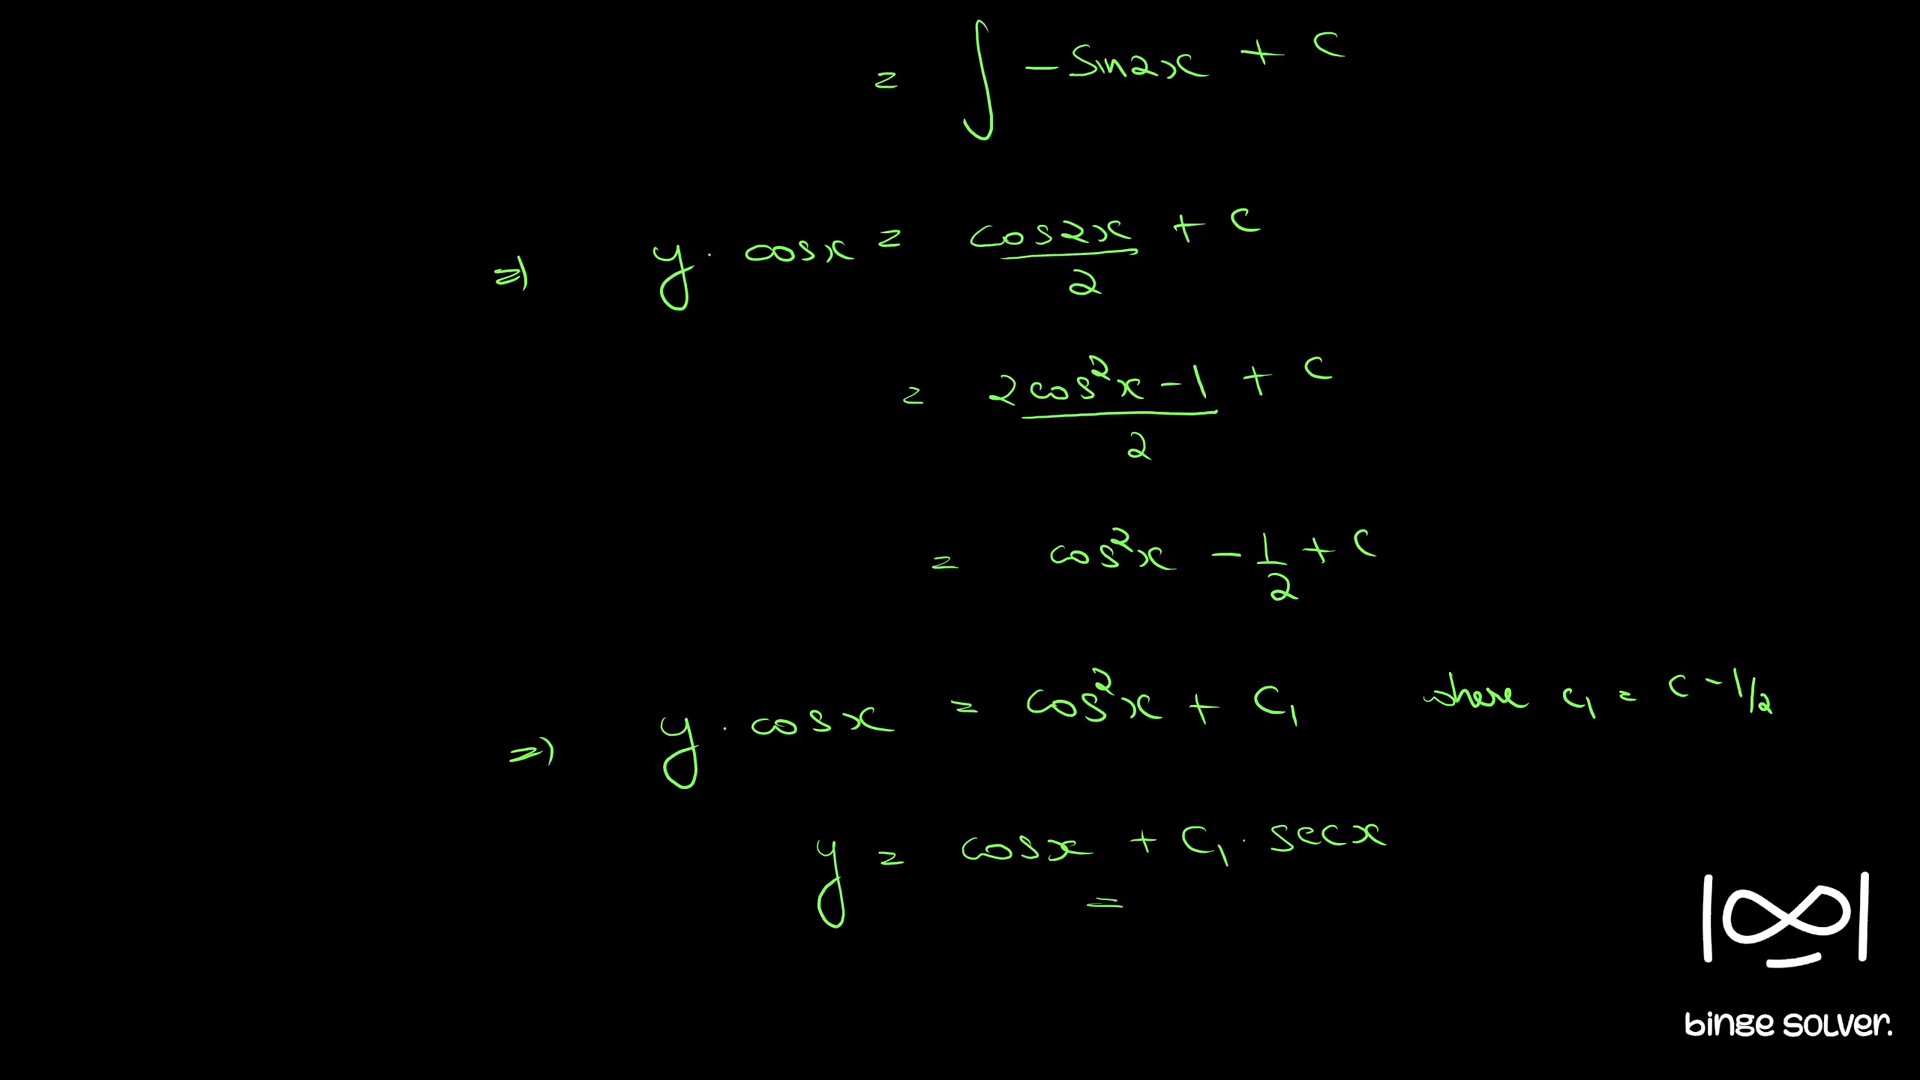 = ∫ -Sin2x + C
⇒ y. cosx = cos2x/2 + C
= 2cos²x-1/2 + C
= cos²x - 1/2 + C
⇒ y. cosx = cos²x + C₁ where C₁ = C - 1/2
y = cosx + C₁. secx
=
binge solver.